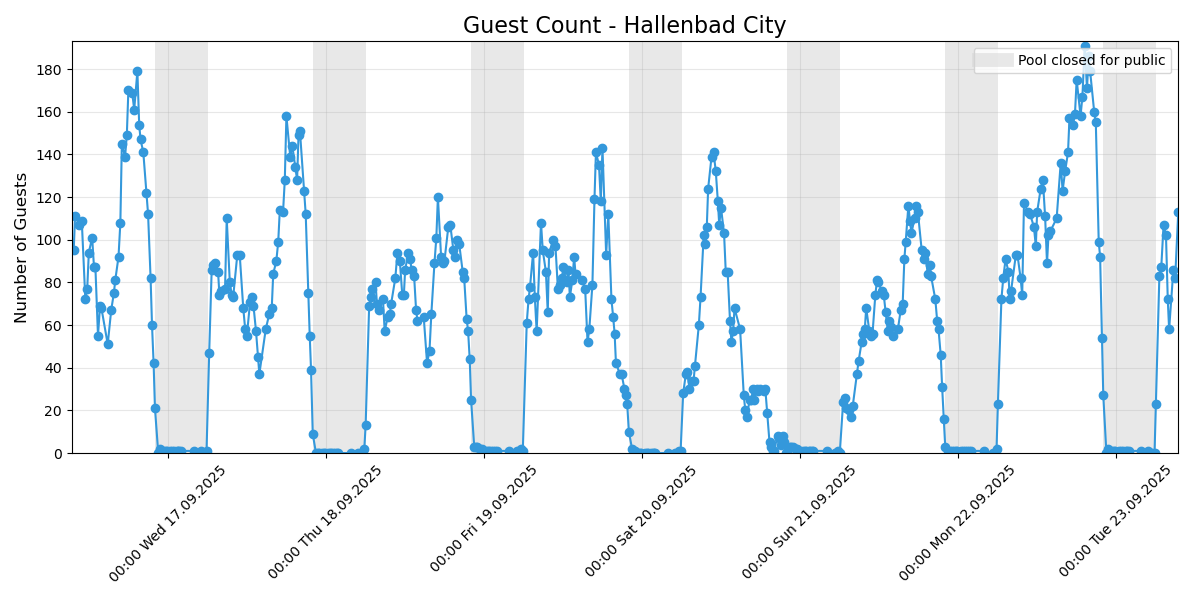 Guest Count - Hallenbad City
Pool closed for public
Number of Guests
180
160
140
120
100
80
60
40
20
0
00:00 Wed 17.09.2025
00:00 Thu 18.09.2025
00:00 Fri 19.09.2025
00:00 Sat 20.09.2025
00:00 Sun 21.09.2025
00:00 Mon 22.09.2025
00:00 Tue 23.09.2025